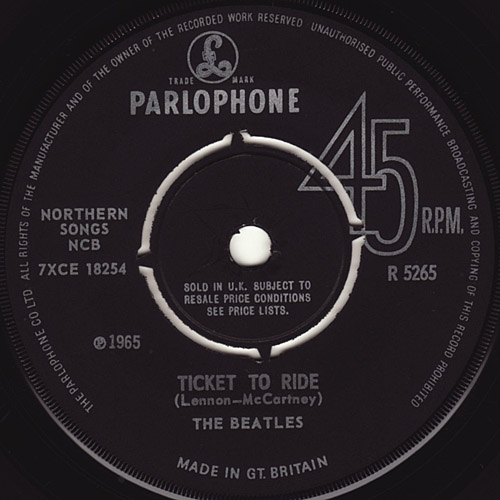 THE PARLOPHONE CO. LTD. ALL RIGHTS OF THE MANUFACTURER AND OF THE OWNER OF THE RECORDED WORK RESERVED · UNAUTHORISED PUBLIC PERFORMANCE BROADCASTING AND COPYING OF THIS RECORD PROHIBITED
£
TRADE MARK
PARLOPHONE
45
R.P.M.
NORTHERN
SONGS
NCB
7XCE 18254
R 5265
SOLD IN U.K. SUBJECT TO
RESALE PRICE CONDITIONS
SEE PRICE LISTS.
℗1965
TICKET TO RIDE
(Lennon—McCartney)
THE BEATLES
MADE IN GT. BRITAIN